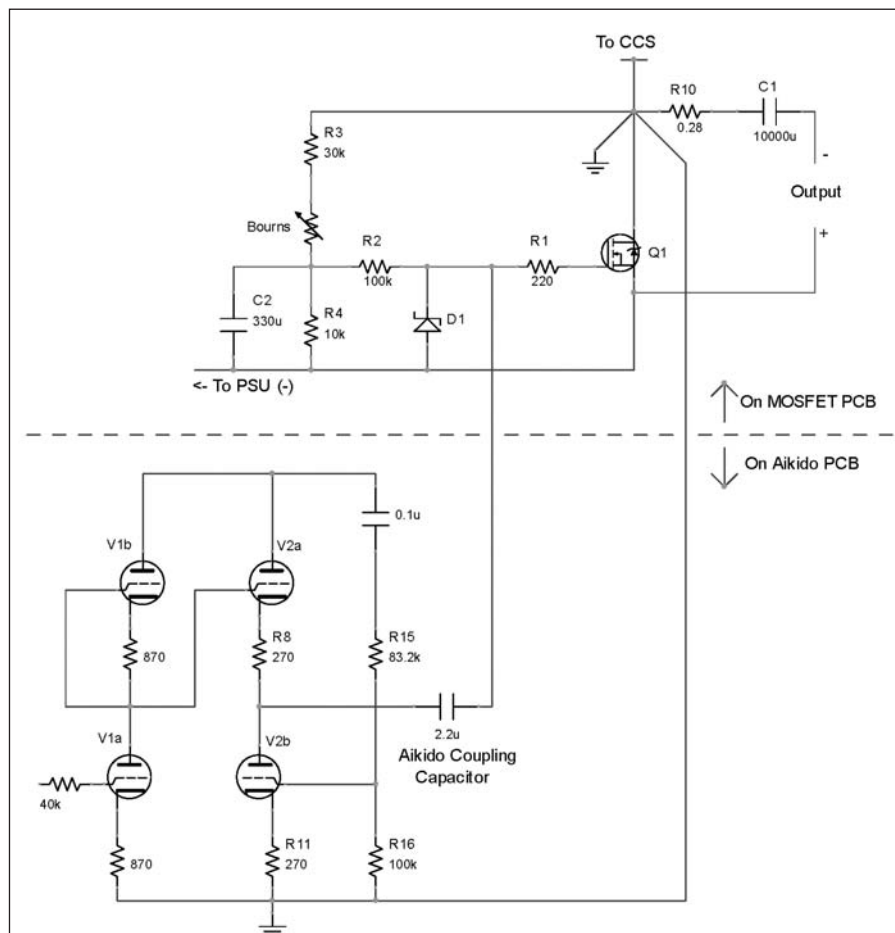 To CCS
R10
0.28
C1
10000u
-
Output
+
R3
30k
Bourns
R2
100k
R1
220
Q1
C2
330u
R4
10k
D1
<- To PSU (-)
On MOSFET PCB
On Aikido PCB
0.1u
V1b
V2a
870
R8
270
R15
83.2k
2.2u
Aikido Coupling
Capacitor
V1a
V2b
40k
870
R11
270
R16
100k